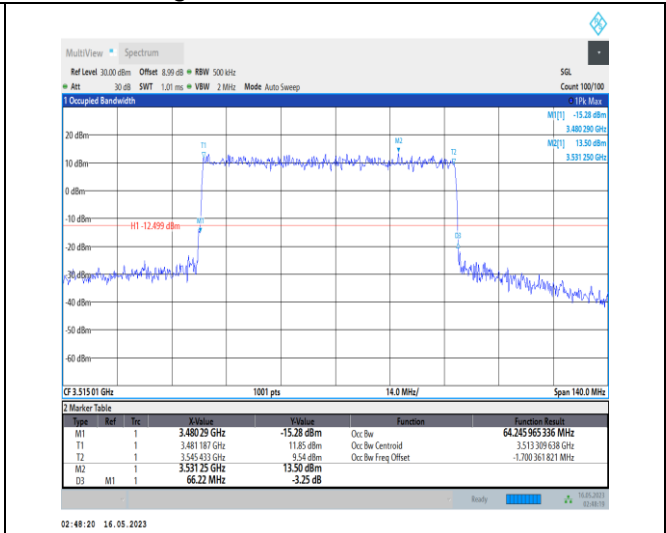 MultiView Spectrum
Ref Level 30.00 dBm Offset 8.99 dB RBW 500 kHz SGL
Att 30 dB SWT 1.01 ms VBW 2 MHz Mode Auto Sweep Count 100/100
1 Occupied Bandwidth 1Pk Max
M1[1] -15.28 dBm
3.480 290 GHz
M2[1] 13.50 dBm
3.531 250 GHz
20 dBm
M2
T1
T2
10 dBm
0 dBm
-10 dBm
M1
H1 -12.499 dBm
D3
-30 dBm
-40 dBm
-50 dBm
-60 dBm
CF 3.515 01 GHz 1001 pts 14.0 MHz/ Span 140.0 MHz
2 Marker Table
Type Ref Trc X-Value Y-Value Function Function Result
M1 1 3.480 29 GHz -15.28 dBm Occ Bw 64.245 965 336 MHz
T1 1 3.481 187 GHz 11.85 dBm Occ Bw Centroid 3.513 309 638 GHz
T2 1 3.545 433 GHz 9.54 dBm Occ Bw Freq Offset -1.700 361 821 MHz
M2 1 3.531 25 GHz 13.50 dBm
D3 M1 1 66.22 MHz -3.25 dB
Ready 16.05.2023
02:48:19
02:48:20 16.05.2023